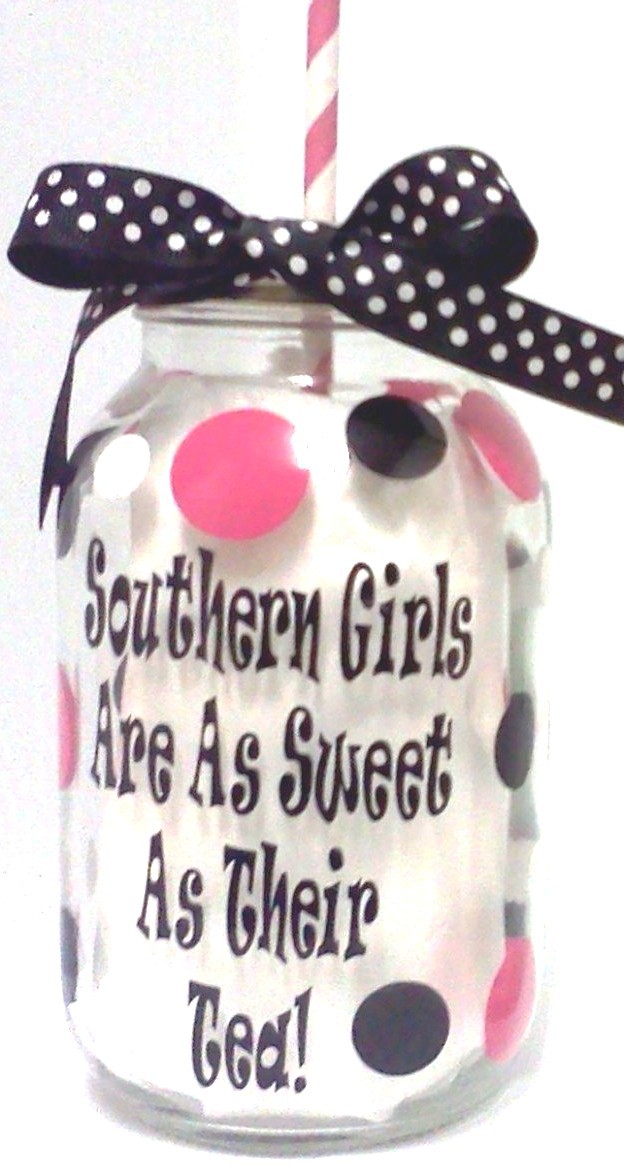 Southern Girls
Are As Sweet
As Their
Tea!